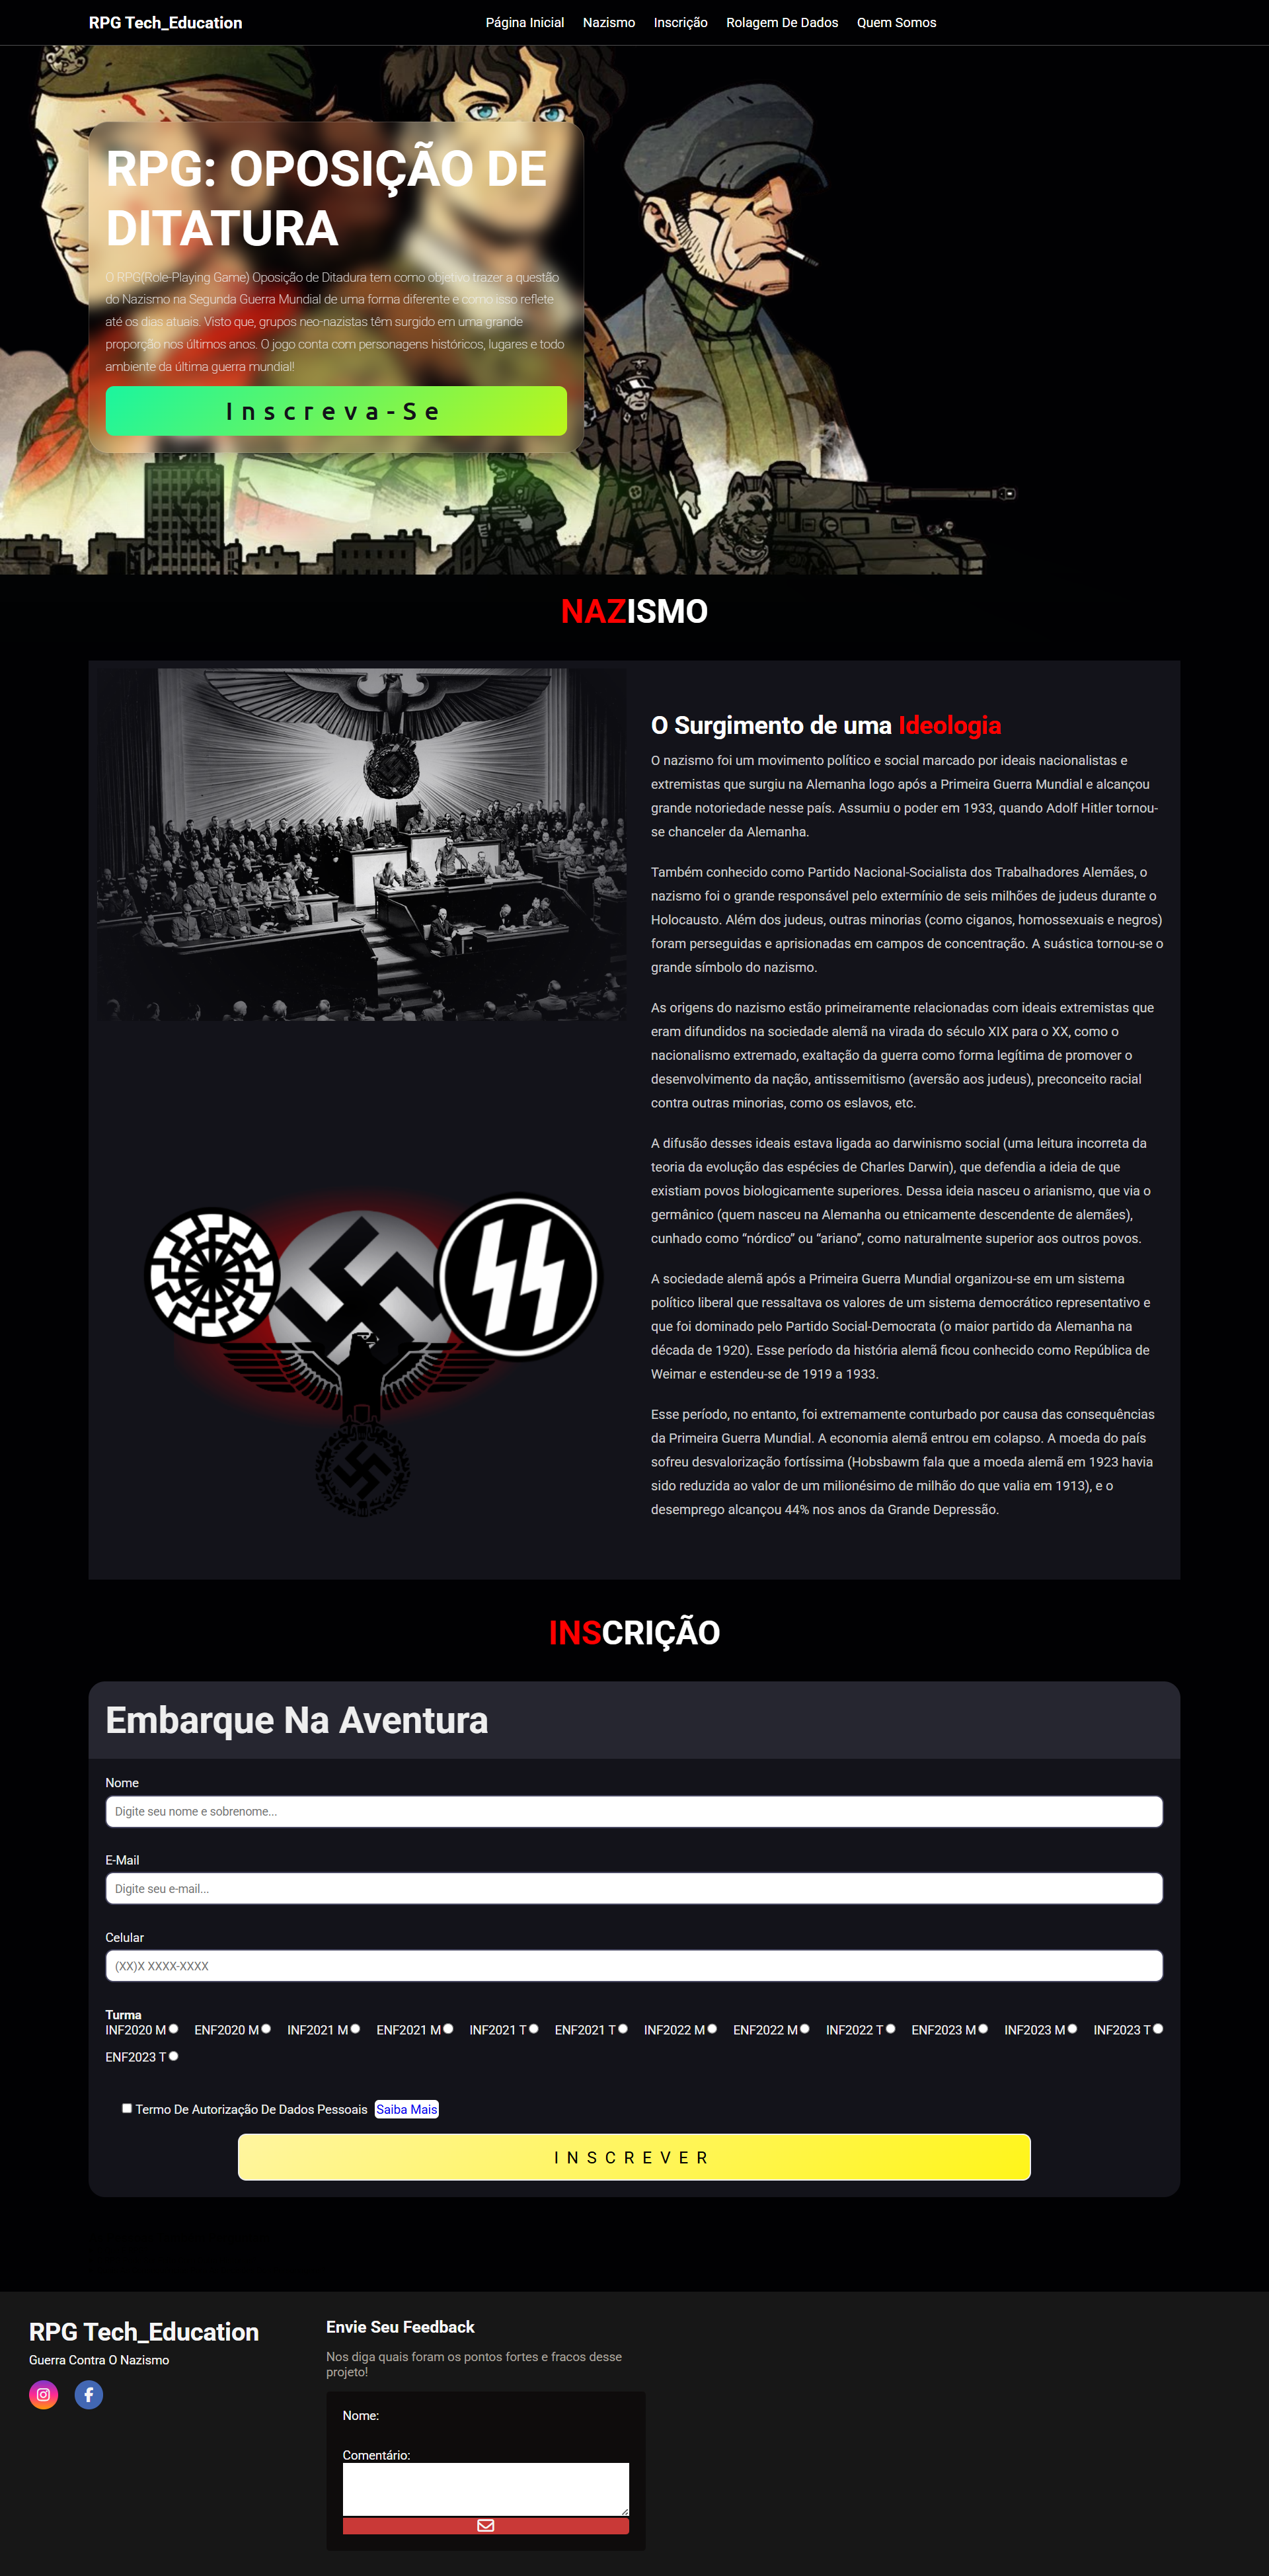 RPG Tech_Education
Página Inicial Nazismo Inscrição Rolagem De Dados Quem Somos
RPG: OPOSIÇÃO DE
DITATURA
O RPG(Role-Playing Game) Oposição de Ditadura tem como objetivo trazer a questão
do Nazismo na Segunda Guerra Mundial de uma forma diferente e como isso reflete
até os dias atuais. Visto que, grupos neo-nazistas têm surgido em uma grande
proporção nos últimos anos. O jogo conta com personagens históricos, lugares e todo
ambiente da última guerra mundial!
Inscreva-Se
NAZISMO
O Surgimento de uma Ideologia
O nazismo foi um movimento político e social marcado por ideais nacionalistas e
extremistas que surgiu na Alemanha logo após a Primeira Guerra Mundial e alcançou
grande notoriedade nesse país. Assumiu o poder em 1933, quando Adolf Hitler tornou-
se chanceler da Alemanha.
Também conhecido como Partido Nacional-Socialista dos Trabalhadores Alemães, o
nazismo foi o grande responsável pelo extermínio de seis milhões de judeus durante o
Holocausto. Além dos judeus, outras minorias (como ciganos, homossexuais e negros)
foram perseguidas e aprisionadas em campos de concentração. A suástica tornou-se o
grande símbolo do nazismo.
As origens do nazismo estão primeiramente relacionadas com ideais extremistas que
eram difundidos na sociedade alemã na virada do século XIX para o XX, como o
nacionalismo extremado, exaltação da guerra como forma legítima de promover o
desenvolvimento da nação, antissemitismo (aversão aos judeus), preconceito racial
contra outras minorias, como os eslavos, etc.
A difusão desses ideais estava ligada ao darwinismo social (uma leitura incorreta da
teoria da evolução das espécies de Charles Darwin), que defendia a ideia de que
existiam povos biologicamente superiores. Dessa ideia nasceu o arianismo, que via o
germânico (quem nasceu na Alemanha ou etnicamente descendente de alemães),
cunhado como “nórdico” ou “ariano”, como naturalmente superior aos outros povos.
A sociedade alemã após a Primeira Guerra Mundial organizou-se em um sistema
político liberal que ressaltava os valores de um sistema democrático representativo e
que foi dominado pelo Partido Social-Democrata (o maior partido da Alemanha na
década de 1920). Esse período da história alemã ficou conhecido como República de
Weimar e estendeu-se de 1919 a 1933.
Esse período, no entanto, foi extremamente conturbado por causa das consequências
da Primeira Guerra Mundial. A economia alemã entrou em colapso. A moeda do país
sofreu desvalorização fortíssima (Hobsbawm fala que a moeda alemã em 1923 havia
sido reduzida ao valor de um milionésimo de milhão do que valia em 1913), e o
desemprego alcançou 44% nos anos da Grande Depressão.
INSCRIÇÃO
Embarque Na Aventura
Nome
Digite seu nome e sobrenome...
E-Mail
Digite seu e-mail...
Celular
(XX)X XXXX-XXXX
Turma
INF2020 M ENF2020 M INF2021 M ENF2021 M INF2021 T ENF2021 T INF2022 M ENF2022 M INF2022 T ENF2023 M INF2023 M INF2023 T
ENF2023 T
Termo De Autorização De Dados Pessoais Saiba Mais
INSCREVER
RPG Tech_Education
Guerra Contra O Nazismo
Envie Seu Feedback
Nos diga quais foram os pontos fortes e fracos desse
projeto!
Nome:
Comentário: